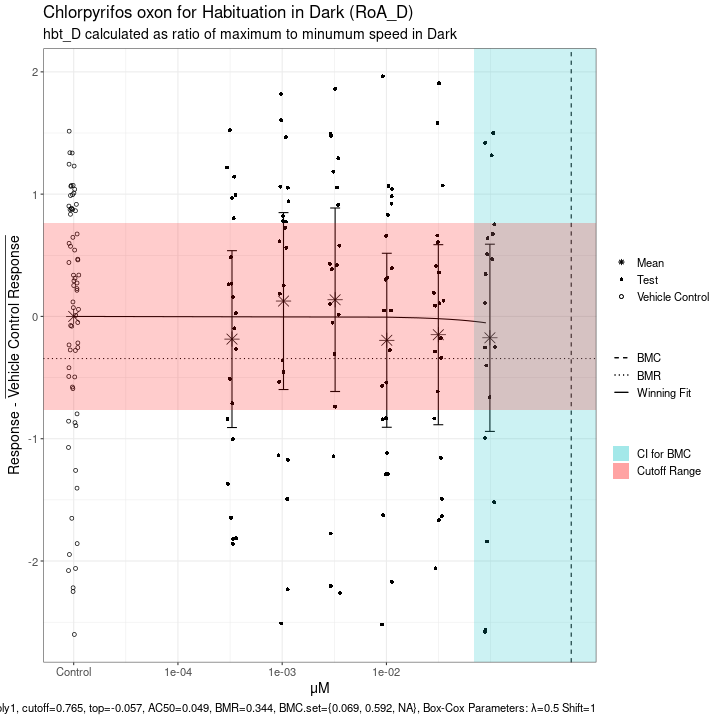 Chlorpyrifos oxon for Habituation in Dark (RoA_D)
hbt_D calculated as ratio of maximum to minumum speed in Dark
Response - Vehicle Control Response
2
1
0
-1
-2
Control
1e-04
1e-03
1e-02
μM
Mean
Test
Vehicle Control
BMC
BMR
Winning Fit
CI for BMC
Cutoff Range
ly1, cutoff=0.765, top=-0.057, AC50=0.049, BMR=0.344, BMC.set={0.069, 0.592, NA}, Box-Cox Parameters: λ=0.5 Shift=1